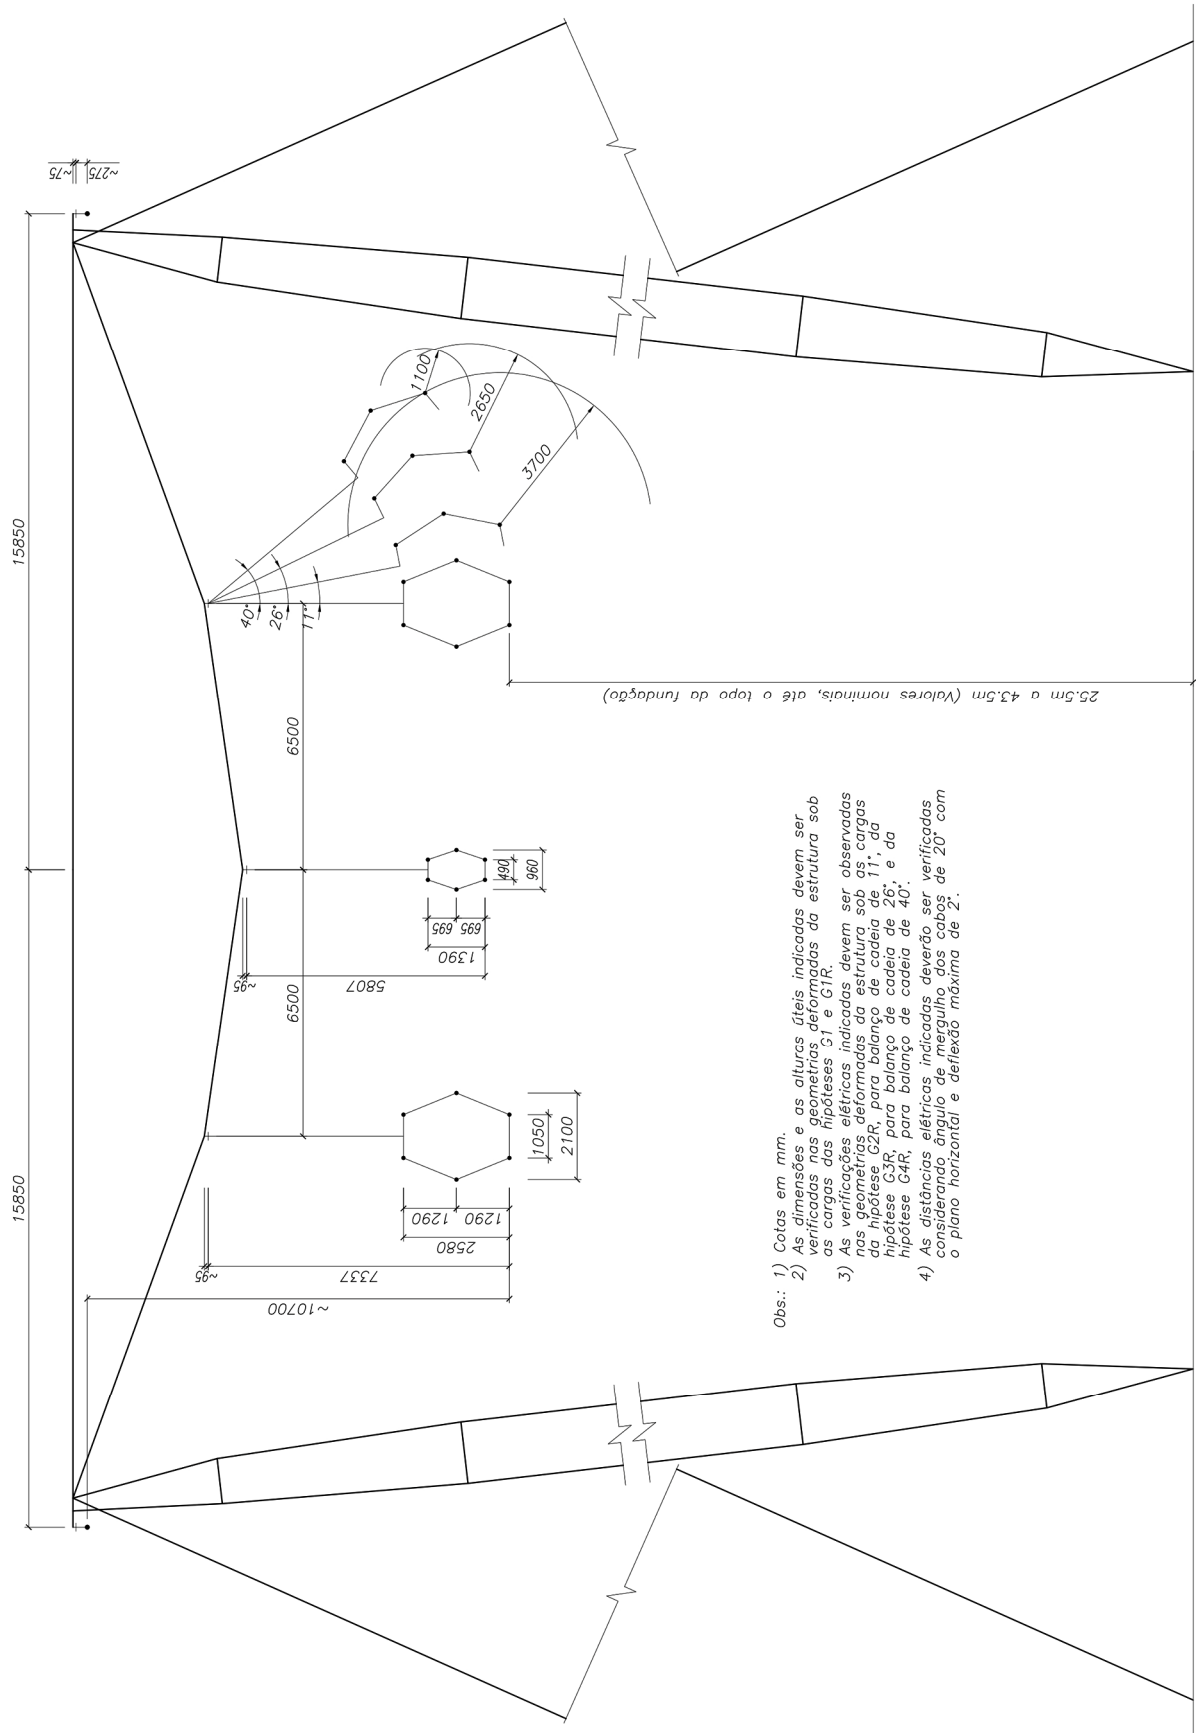 15850
15850
~75
~275
40°
26°
11°
1100
2650
3700
6500
6500
490
960
695
695
1390
~95
5807
1050
2100
1290
1290
2580
~95
7337
~10700
25.5m a 43.5m (Valores nominais, até o topo da fundação)
Obs.: 1) Cotas em mm.
2) As dimensões e as alturas úteis indicadas devem ser
verificadas nas geometrias deformadas da estrutura sob
as cargas das hipóteses G1 e G1R.
3) As verificações elétricas indicadas devem ser observadas
nas geometrias deformadas da estrutura sob as cargas
da hipótese G2R, para balanço de cadeia de 11°, da
hipótese G3R, para balanço de cadeia de 26°, e da
hipótese G4R, para balanço de cadeia de 40°.
4) As distâncias elétricas indicadas deverão ser verificadas
considerando ângulo de mergulho dos cabos de 20° com
o plano horizontal e deflexão máxima de 2°.